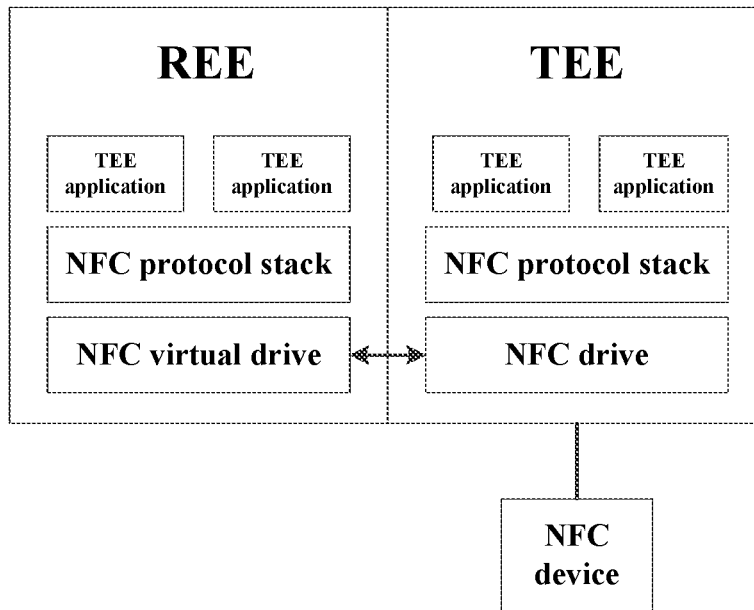 REE
TEE
TEE
application
TEE
application
TEE
application
TEE
application
NFC protocol stack
NFC protocol stack
NFC virtual drive
NFC drive
NFC
device